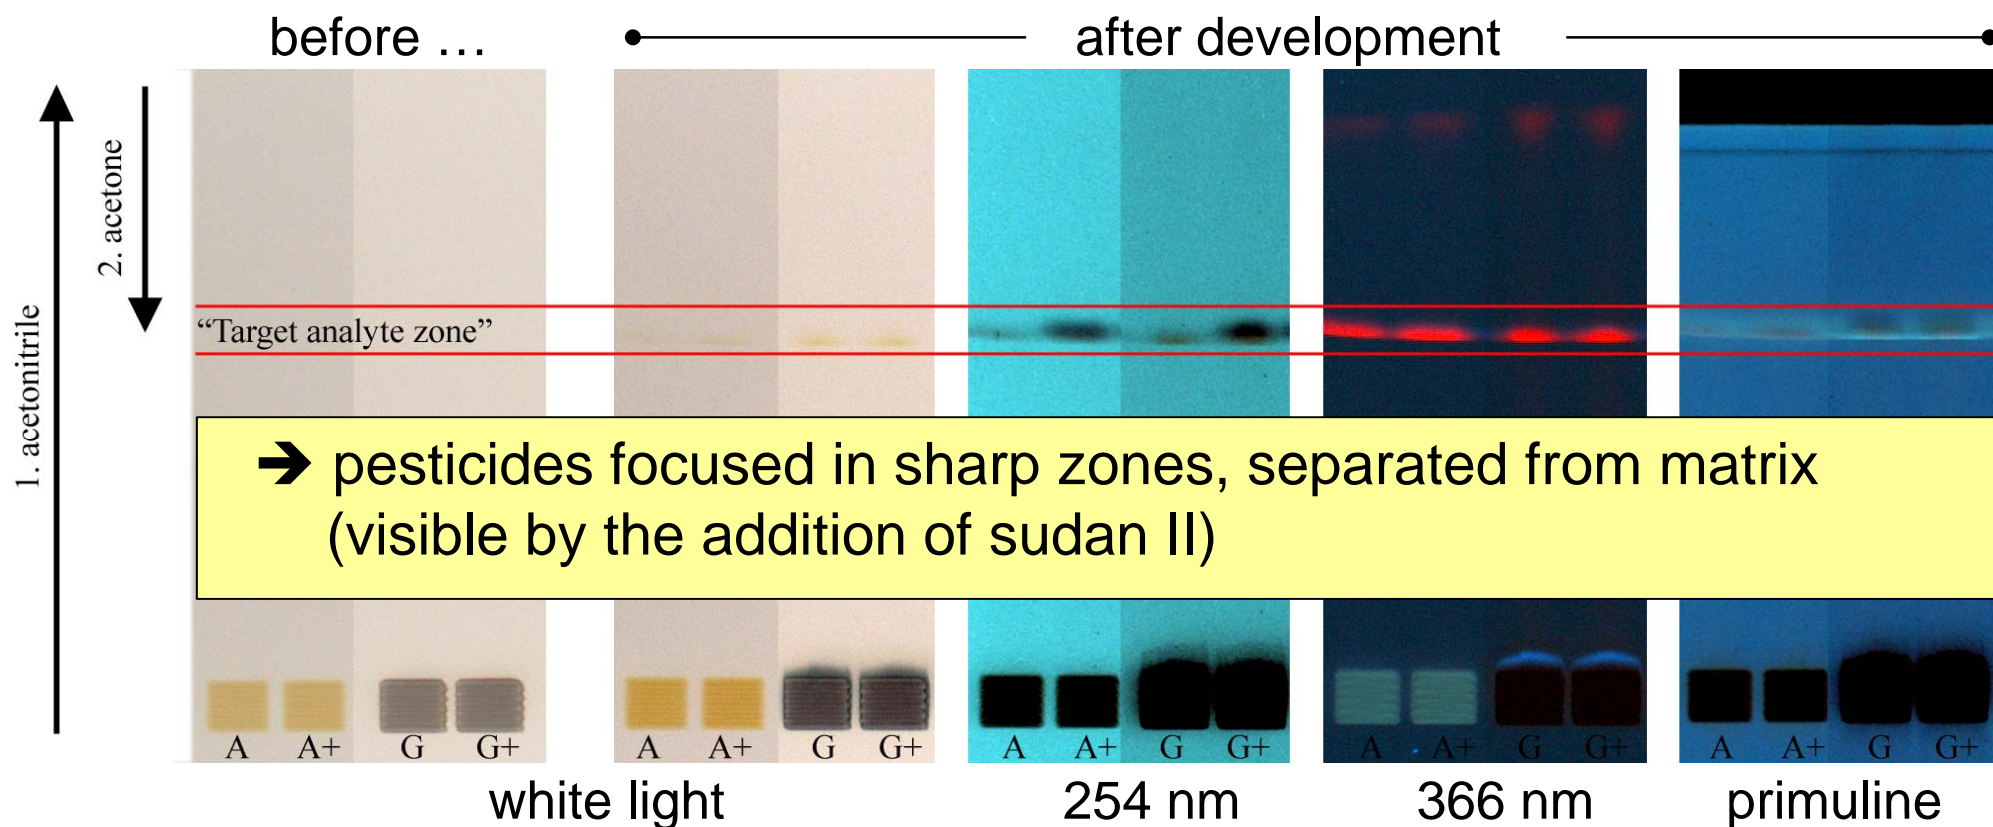 before …
after development
1. acetonitrile
2. acetone
“Target analyte zone”
➔ pesticides focused in sharp zones, separated from matrix
(visible by the addition of sudan II)
A A+ G G+
A A+ G G+
A A+ G G+
A A+ G G+
A A+ G G+
white light
254 nm
366 nm
primuline